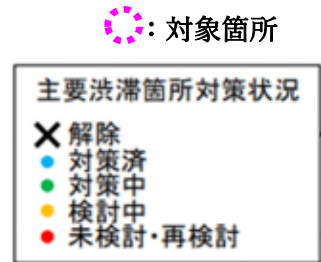 ：対象箇所
主要渋滞箇所対策状況
解除
対策済
対策中
検討中
未検討・再検討